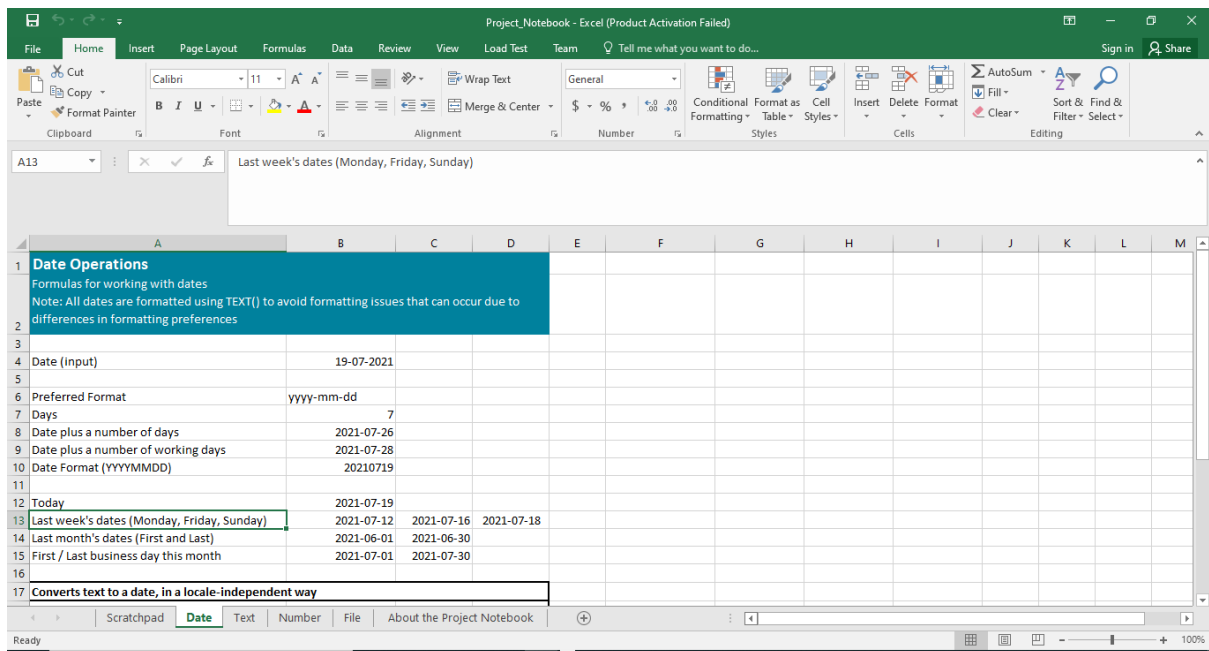 Project_Notebook - Excel (Product Activation Failed)
File Home Insert Page Layout Formulas Data Review View Load Test Team Tell me what you want to do... Sign in Share
Paste
Cut
Copy
Format Painter
Clipboard
Calibri 11 A A
B I U A
Font
Wrap Text
Merge & Center
Alignment
General
$ % , .0 .00 .00 .0
Number
Conditional Formatting
Format as Table
Cell Styles
Styles
Insert Delete Format
Cells
AutoSum
Fill
Clear
Sort & Filter
Find & Select
Editing
A13 fx Last week's dates (Monday, Friday, Sunday)
A B C D E F G H I J K L M
1 Date Operations
Formulas for working with dates
Note: All dates are formatted using TEXT() to avoid formatting issues that can occur due to
2 differences in formatting preferences
3
4 Date (input) 19-07-2021
5
6 Preferred Format yyyy-mm-dd
7 Days 7
8 Date plus a number of days 2021-07-26
9 Date plus a number of working days 2021-07-28
10 Date Format (YYYYMMDD) 20210719
11
12 Today 2021-07-19
13 Last week's dates (Monday, Friday, Sunday) 2021-07-12 2021-07-16 2021-07-18
14 Last month's dates (First and Last) 2021-06-01 2021-06-30
15 First / Last business day this month 2021-07-01 2021-07-30
16
17 Converts text to a date, in a locale-independent way
Scratchpad Date Text Number File About the Project Notebook
Ready 100%